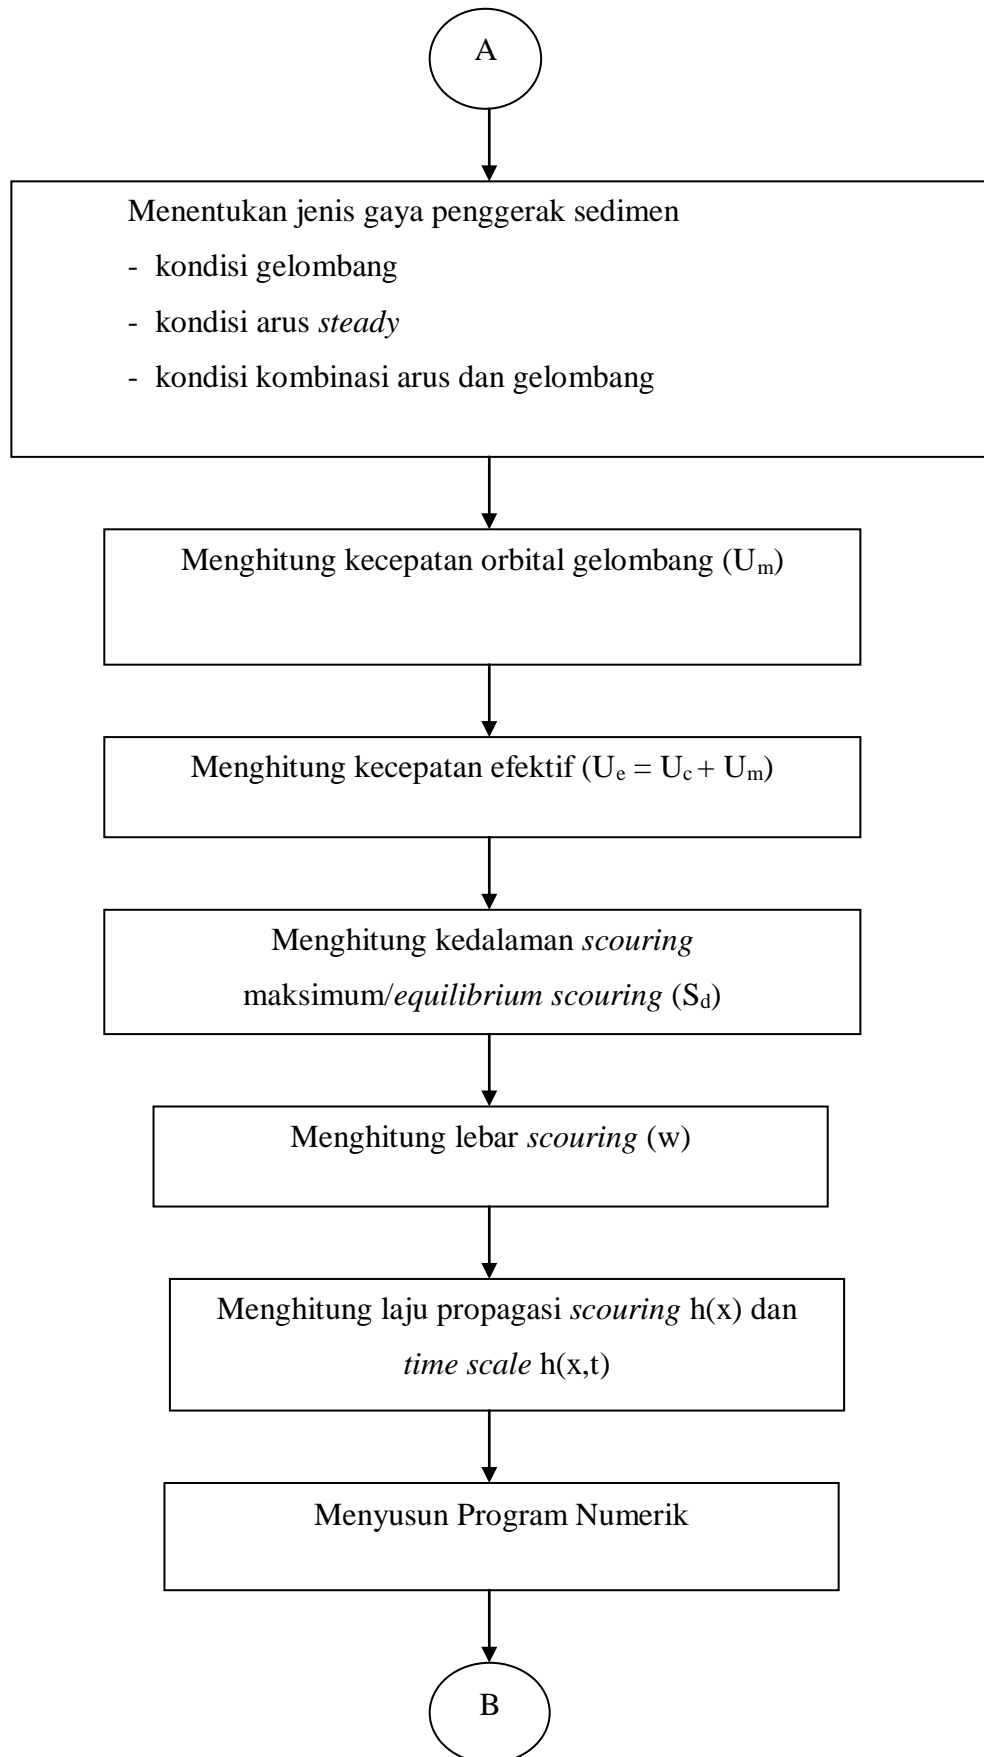 A
Menentukan jenis gaya penggerak sedimen
- kondisi gelombang
- kondisi arus steady
- kondisi kombinasi arus dan gelombang
Menghitung kecepatan orbital gelombang (Uₘ)
Menghitung kecepatan efektif (Uₑ = U꜀ + Uₘ)
Menghitung kedalaman scouring
maksimum/equilibrium scouring (S_d)
Menghitung lebar scouring (w)
Menghitung laju propagasi scouring h(x) dan
time scale h(x,t)
Menyusun Program Numerik
B